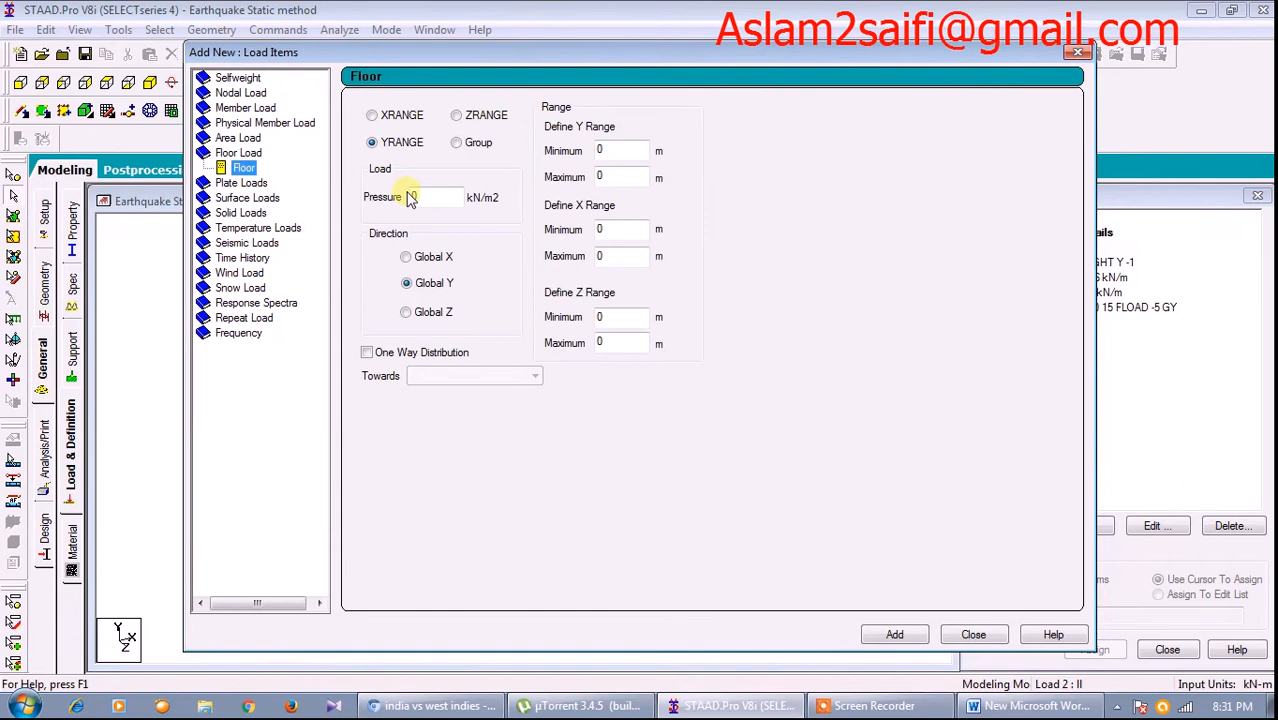 STAAD.Pro V8i (SELECTseries 4) - Earthquake Static method
Aslam2saifi@gmail.com
File Edit View Tools Select Geometry Commands Analyze Mode Window Help
Add New : Load Items
Selfweight
Nodal Load
Member Load
Physical Member Load
Area Load
Floor Load
Floor
Plate Loads
Surface Loads
Solid Loads
Temperature Loads
Seismic Loads
Time History
Wind Load
Snow Load
Response Spectra
Repeat Load
Frequency
Floor
XRANGE ZRANGE
YRANGE Group
Load
Pressure 0 kN/m2
Direction
Global X
Global Y
Global Z
One Way Distribution
Towards
Range
Define Y Range
Minimum 0 m
Maximum 0 m
Define X Range
Minimum 0 m
Maximum 0 m
Define Z Range
Minimum 0 m
Maximum 0 m
Add Close Help
Modeling Postprocess
Earthquake St
Setup
Geometry
General
Analysis/Print
Design
Property
Spec
Support
Load & Definition
Material
Y
X
Z
ails
GHT Y -1
kN/m
kN/m
0 15 FLOAD -5 GY
Edit ... Delete...
ms Use Cursor To Assign
Assign To Edit List
Assign Close Help
For Help, press F1
Modeling Mo Load 2 : ll Input Units: kN-m
india vs west indies -... µTorrent 3.4.5 (buil... STAAD.Pro V8i (SELE... Screen Recorder New Microsoft Wor... 8:31 PM